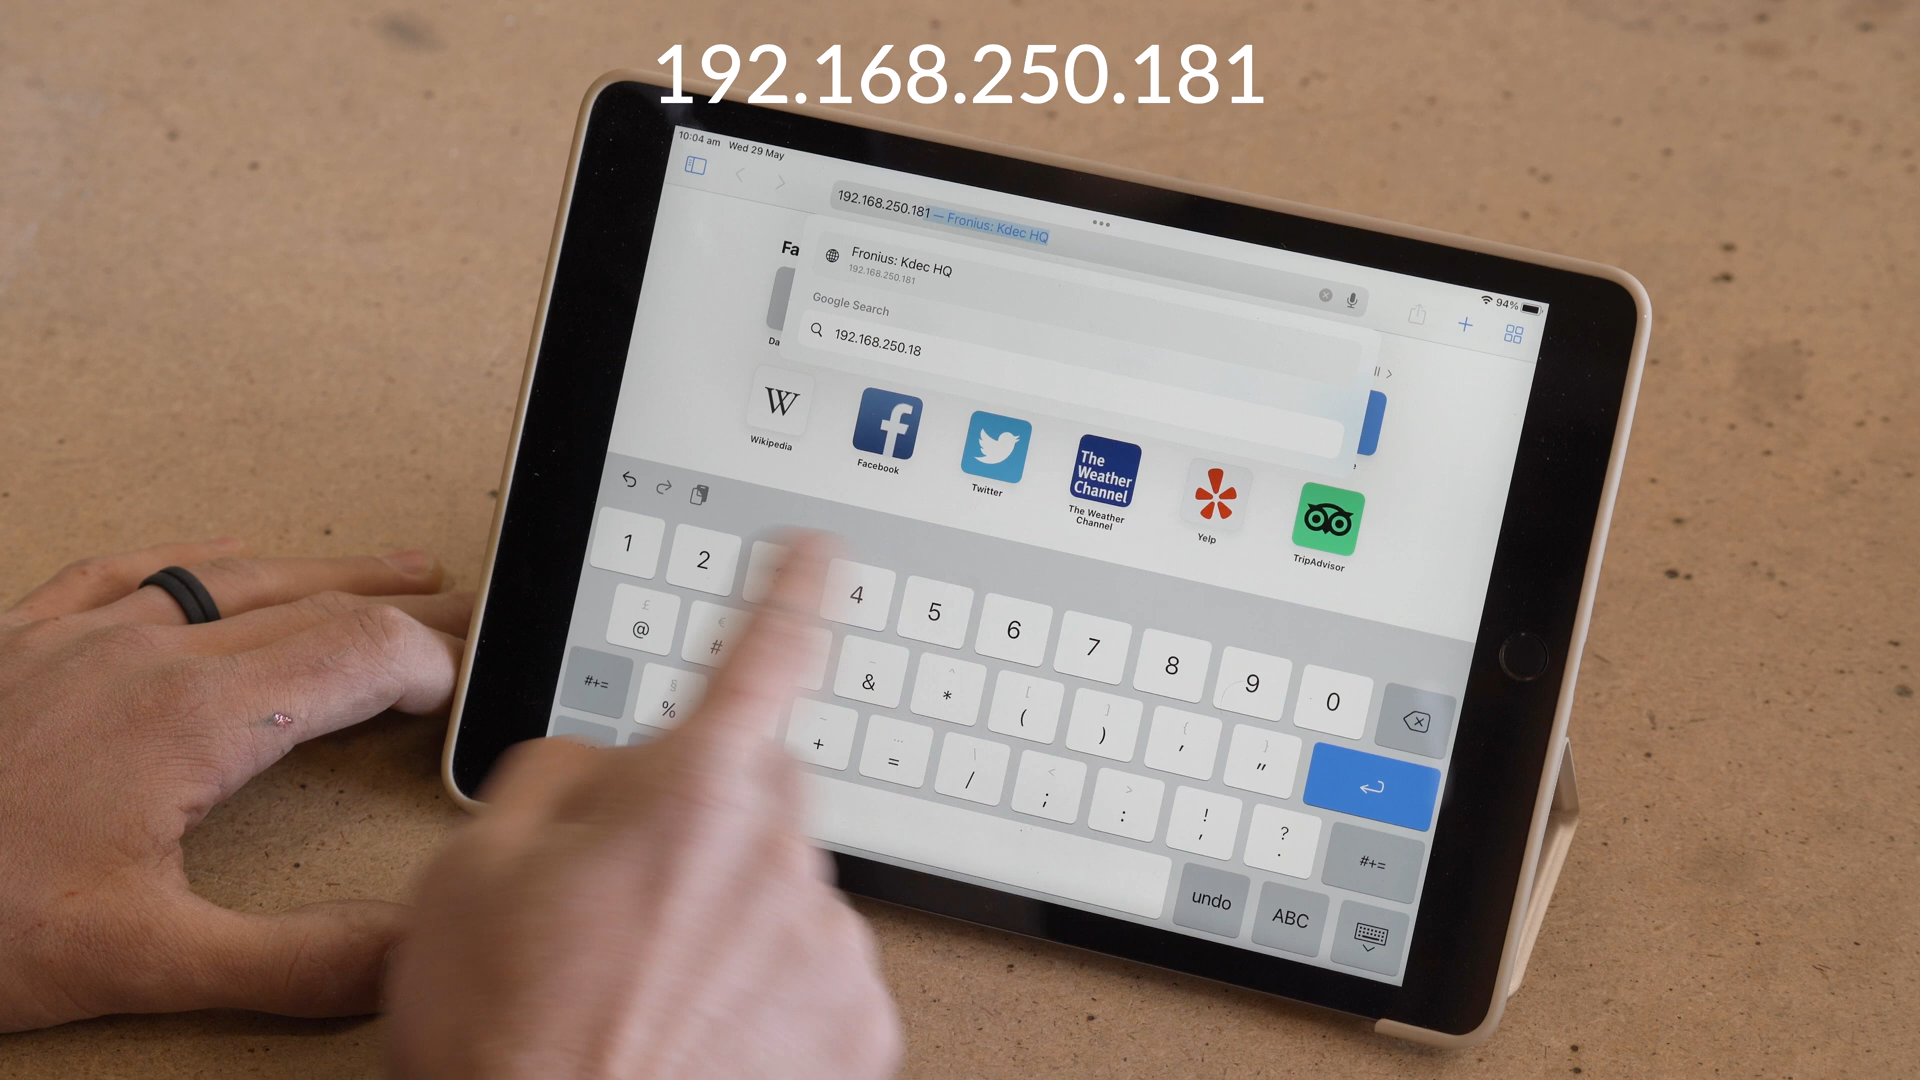 192.168.250.181
10:04 am Wed 29 May
94%
192.168.250.181 — Fronius: Kdec HQ
Fa
Fronius: Kdec HQ
192.168.250.181
Google Search
192.168.250.18
Da
ll >
W
Wikipedia
f
Facebook
Twitter
The
Weather
Channel
The Weather
Channel
Yelp
TripAdvisor
1 2 4 5 6 7 8 9 0
£ € ^ [ ] { }
@ # & * ( ) ' "
#+= § ~ … \ < > ! ?
% + = / ; : , . #+=
undo ABC